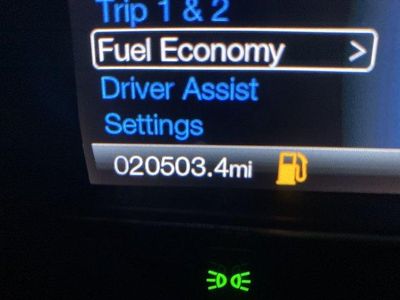 Trip 1 & 2
Fuel Economy >
Driver Assist
Settings
020503.4mi